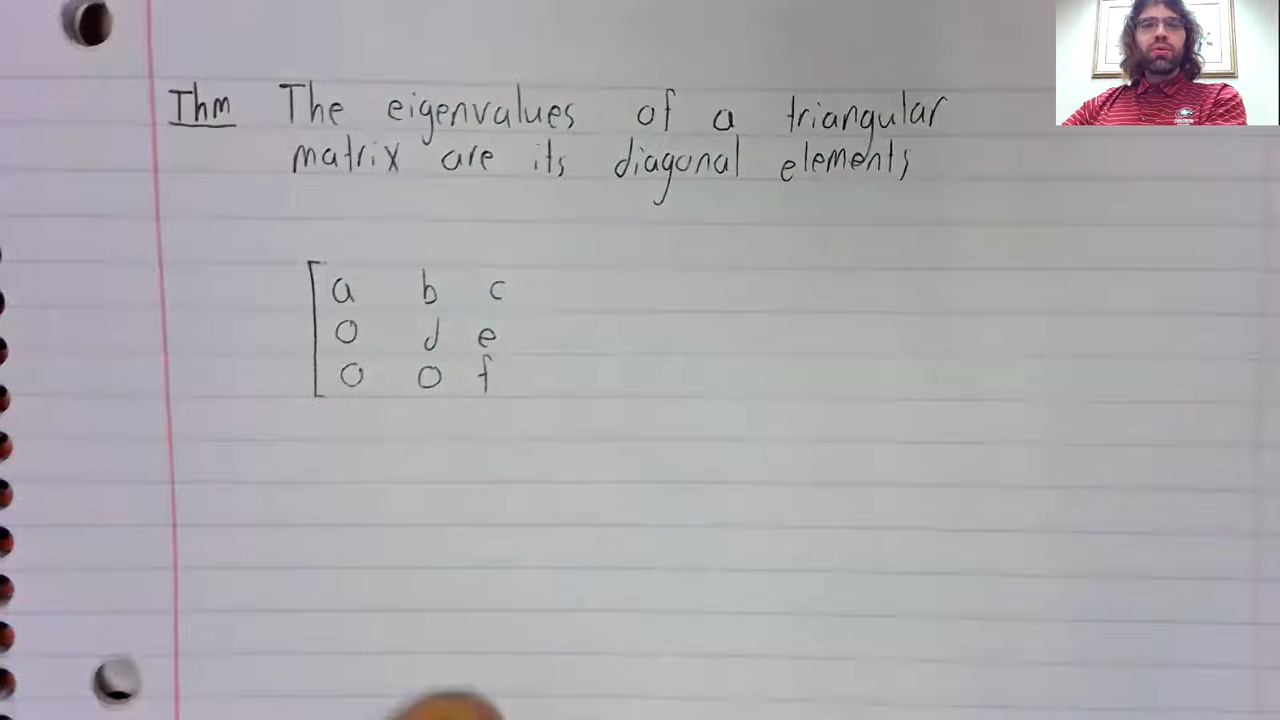 Thm The eigenvalues of a triangular
matrix are its diagonal elements
a b c
0 d e
0 0 f